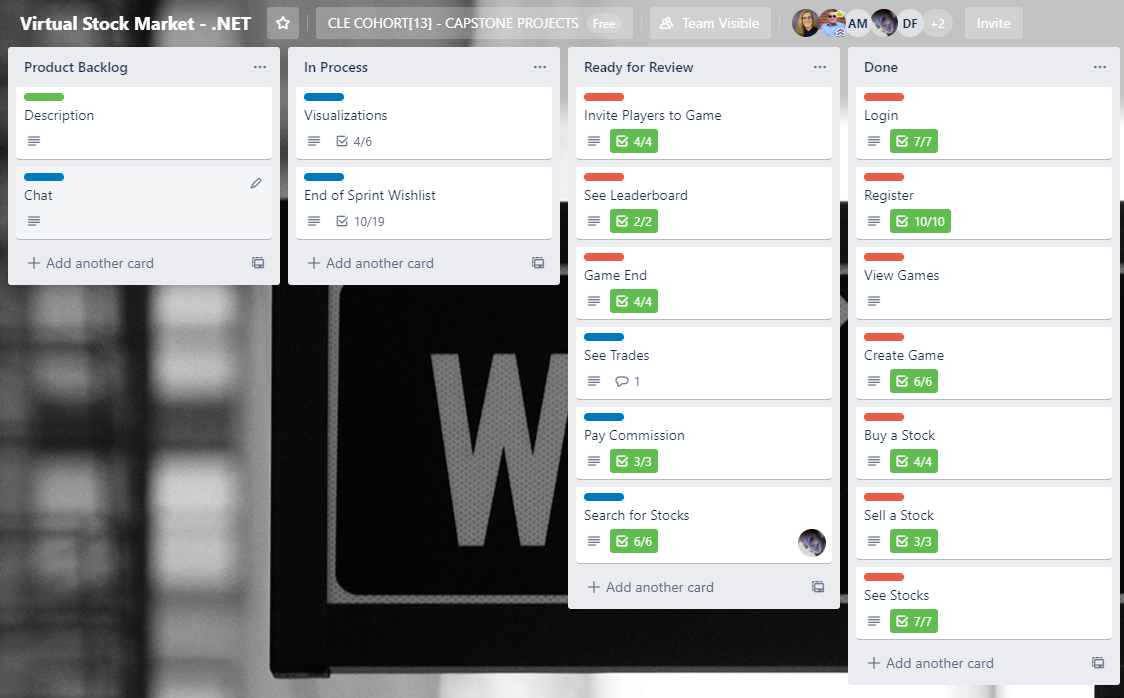 Virtual Stock Market - .NET
CLE COHORT[13] - CAPSTONE PROJECTS Free
Team Visible
AM
DF
+2
Invite
Product Backlog
Description
Chat
+ Add another card
In Process
Visualizations
4/6
End of Sprint Wishlist
10/19
+ Add another card
Ready for Review
Invite Players to Game
4/4
See Leaderboard
2/2
Game End
4/4
See Trades
1
Pay Commission
3/3
Search for Stocks
6/6
+ Add another card
Done
Login
7/7
Register
10/10
View Games
Create Game
6/6
Buy a Stock
4/4
Sell a Stock
3/3
See Stocks
7/7
+ Add another card
W